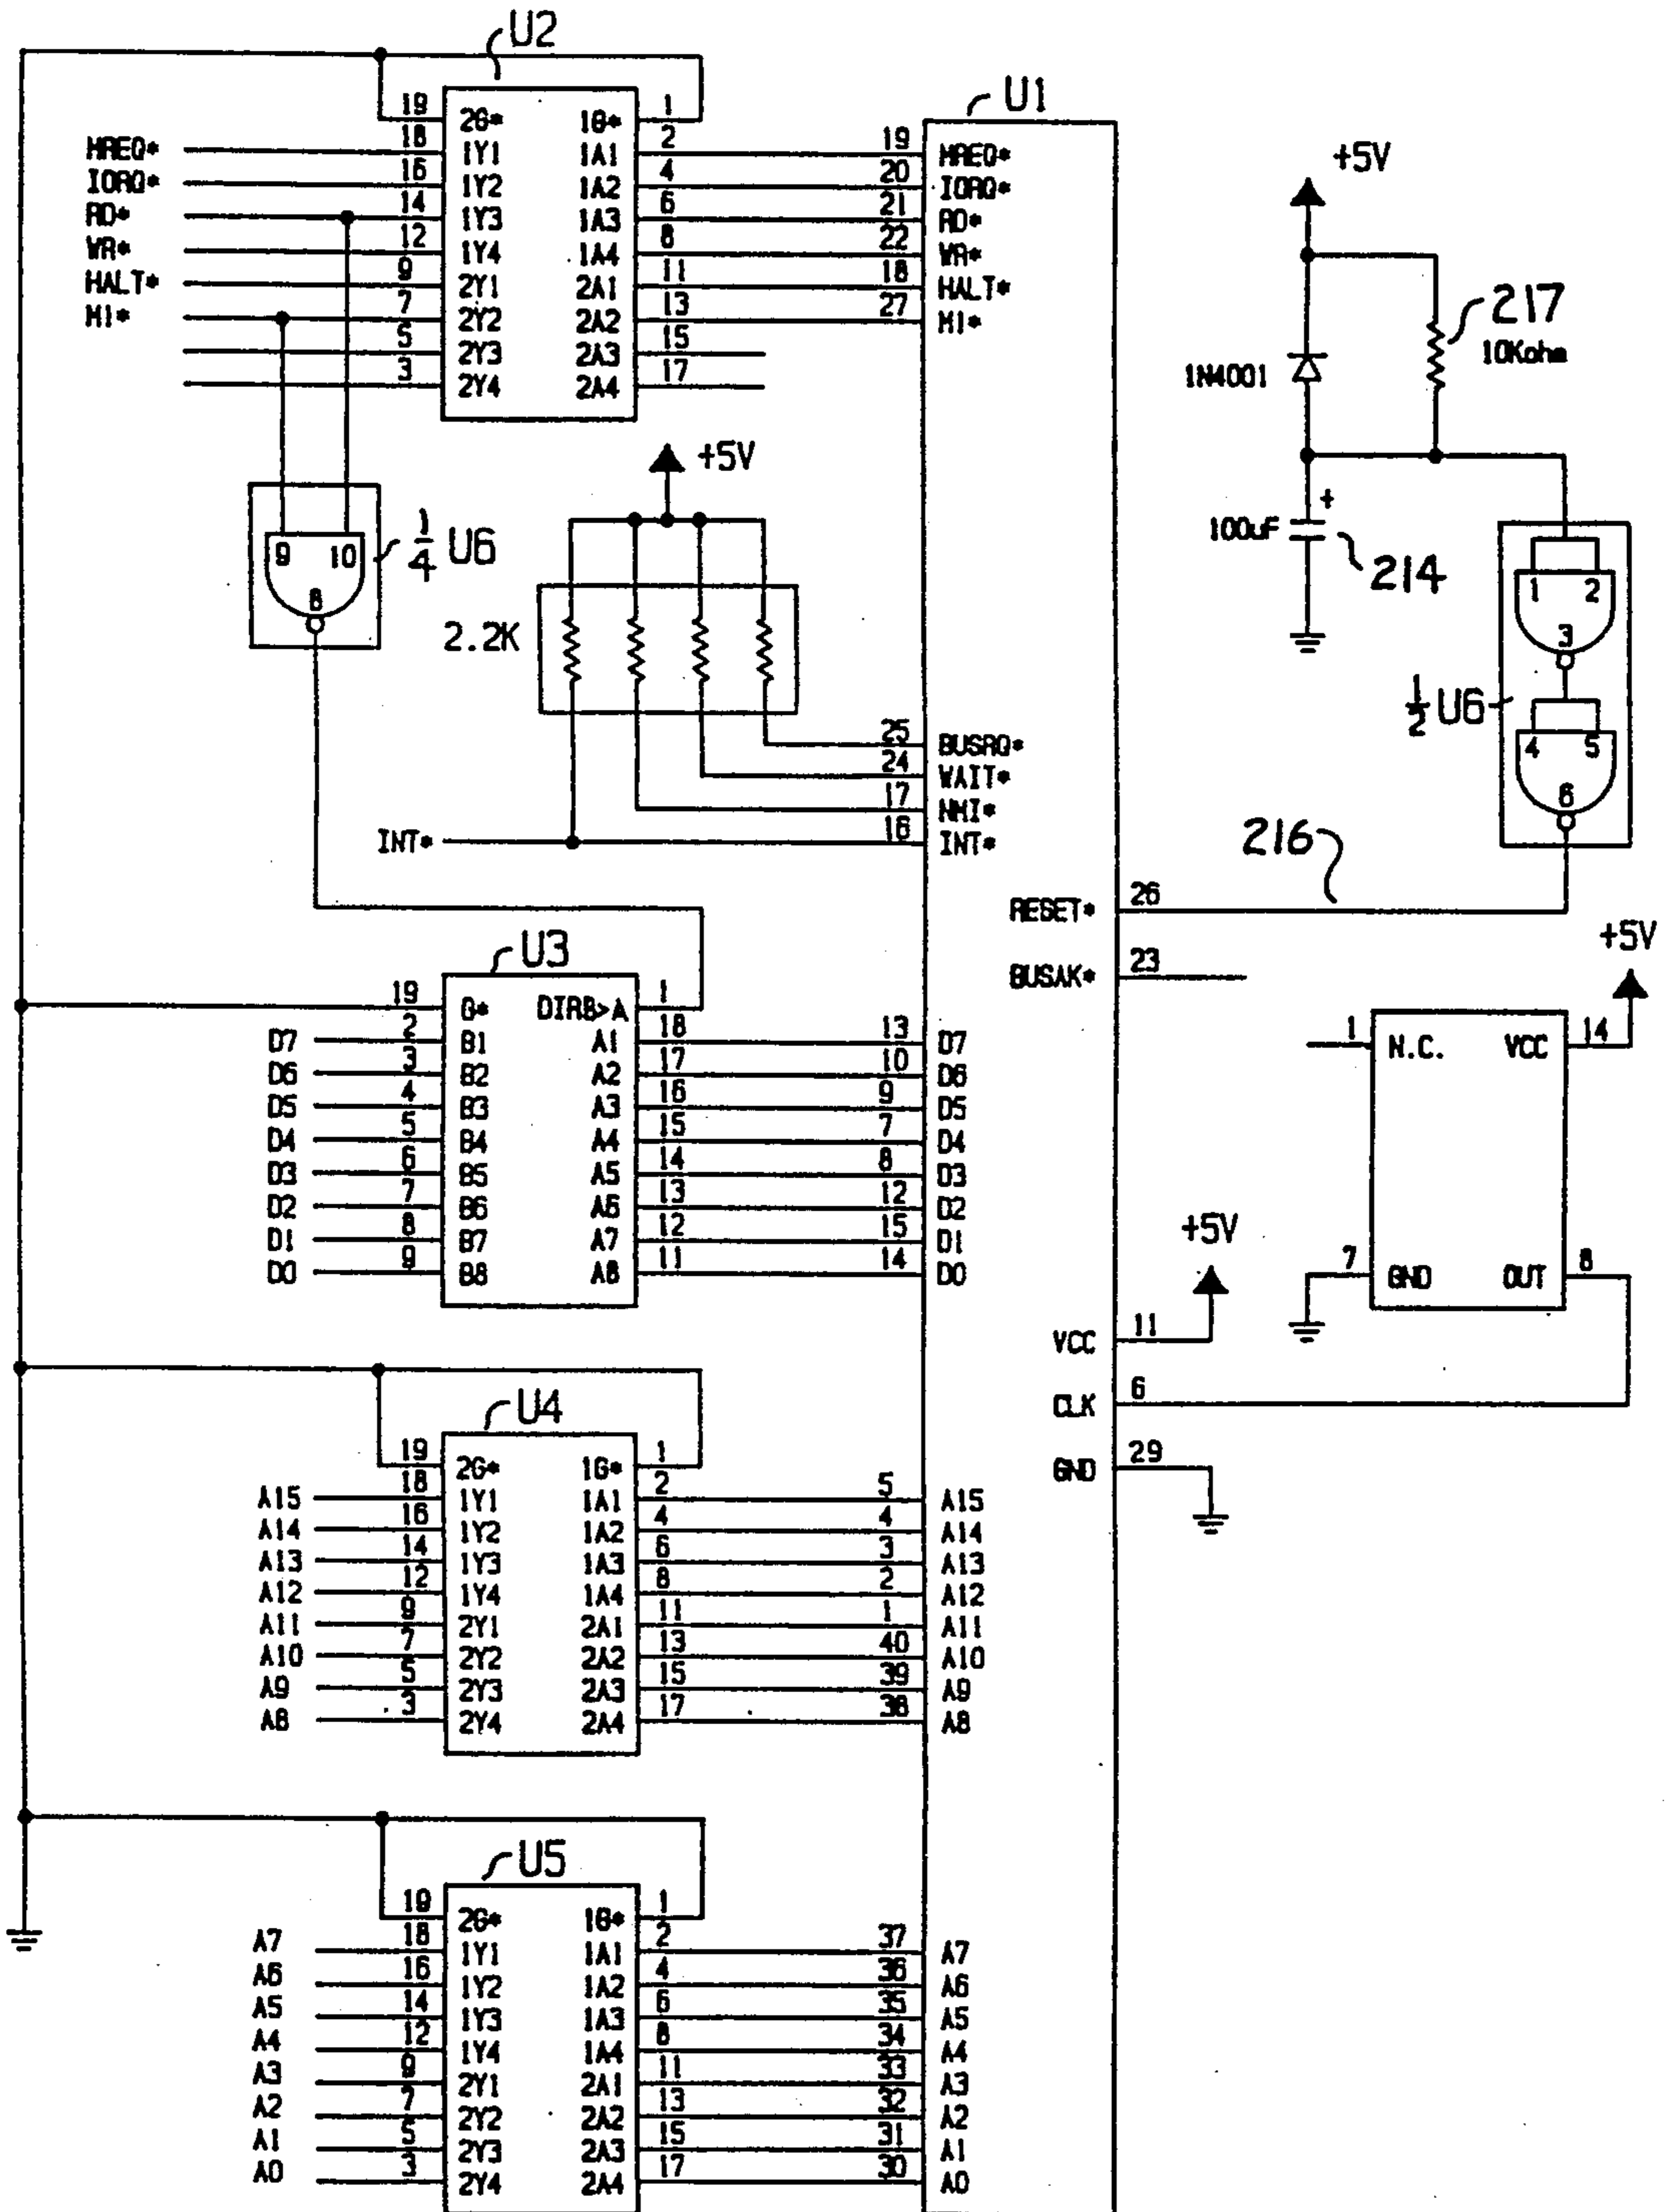 U2
19 2G* 1G* 1
MREQ* 18 1Y1 1A1 2 19 MREQ*
IORQ* 16 1Y2 1A2 4 20 IORQ*
RD* 14 1Y3 1A3 6 21 RD*
WR* 12 1Y4 1A4 8 22 WR*
HALT* 9 2Y1 2A1 11 18 HALT*
M1* 7 2Y2 2A2 13 27 M1*
5 2Y3 2A3 15
3 2Y4 2A4 17
U1
+5V
217
10Kohm
1N4001
+
100uF
214
9 10
8
1/4 U6
+5V
2.2K
1 2
3
1/2 U6
4 5
6
25 BUSRQ*
24 WAIT*
17 NMI*
INT* 16 INT*
216
RESET* 26
BUSAK* 23
U3
19 G* DIRB>A 1
D7 2 B1 A1 18 13 D7
D6 3 B2 A2 17 10 D6
D5 4 B3 A3 16 9 D5
D4 5 B4 A4 15 7 D4
D3 6 B5 A5 14 8 D3
D2 7 B6 A6 13 12 D2
D1 8 B7 A7 12 15 D1
D0 9 B8 A8 11 14 D0
+5V
1 N.C. VCC 14
7 GND OUT 8
+5V
VCC 11
CLK 6
GND 29
U4
19 2G* 1G* 1
A15 18 1Y1 1A1 2 5 A15
A14 16 1Y2 1A2 4 4 A14
A13 14 1Y3 1A3 6 3 A13
A12 12 1Y4 1A4 8 2 A12
A11 9 2Y1 2A1 11 1 A11
A10 7 2Y2 2A2 13 40 A10
A9 5 2Y3 2A3 15 39 A9
A8 3 2Y4 2A4 17 38 A8
U5
19 2G* 1G* 1
A7 18 1Y1 1A1 2 37 A7
A6 16 1Y2 1A2 4 36 A6
A5 14 1Y3 1A3 6 35 A5
A4 12 1Y4 1A4 8 34 A4
A3 9 2Y1 2A1 11 33 A3
A2 7 2Y2 2A2 13 32 A2
A1 5 2Y3 2A3 15 31 A1
A0 3 2Y4 2A4 17 30 A0